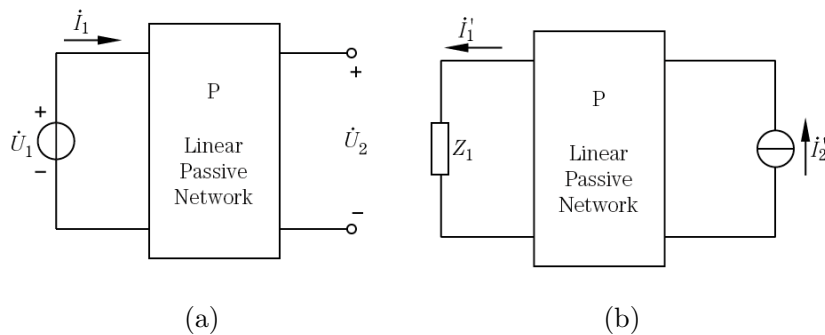 İ₁
+
U̇₁
−
P
Linear
Passive
Network
+
U̇₂
−
(a)
İ₁'
Z₁
P
Linear
Passive
Network
İ₂'
(b)